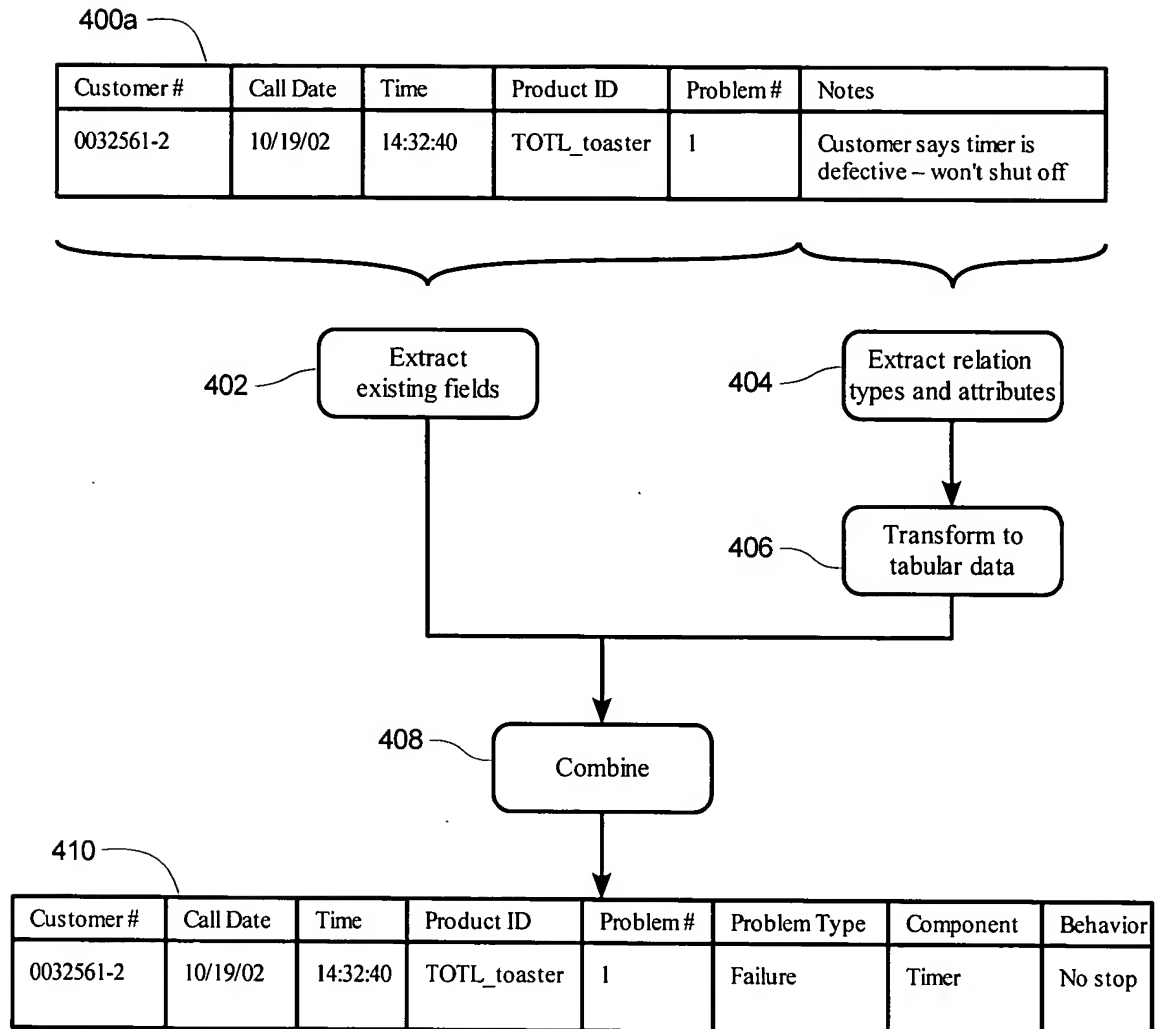 400a
Customer # Call Date Time Product ID Problem # Notes
0032561-2 10/19/02 14:32:40 TOTL_toaster 1 Customer says timer is
defective – won't shut off
Extract
existing fields
402
Extract relation
types and attributes
404
Transform to
tabular data
406
408
Combine
410
Customer # Call Date Time Product ID Problem # Problem Type Component Behavior
0032561-2 10/19/02 14:32:40 TOTL_toaster 1 Failure Timer No stop